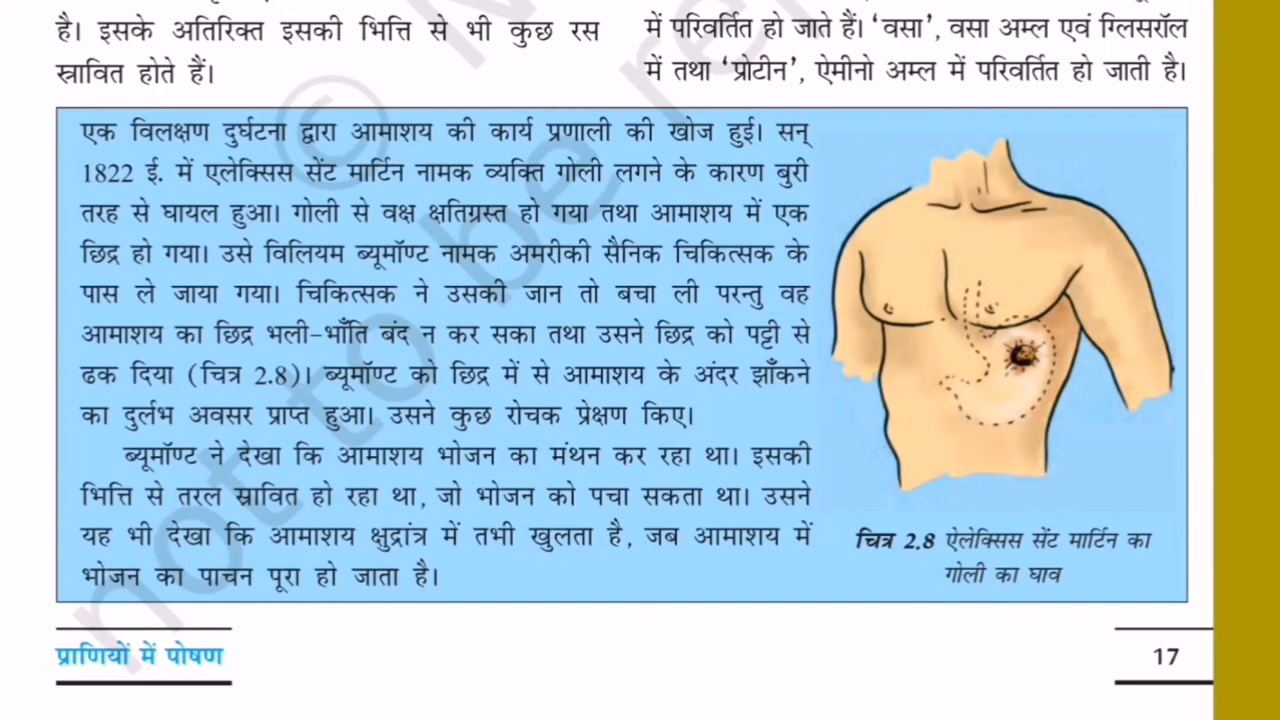 है। इसके अतिरिक्त इसकी भित्ति से भी कुछ रस
स्रावित होते हैं।
में परिवर्तित हो जाते हैं। ‘वसा’, वसा अम्ल एवं ग्लिसरॉल
में तथा ‘प्रोटीन’, ऐमीनो अम्ल में परिवर्तित हो जाती है।
एक विलक्षण दुर्घटना द्वारा आमाशय की कार्य प्रणाली की खोज हुई। सन्
1822 ई. में एलेक्सिस सेंट मार्टिन नामक व्यक्ति गोली लगने के कारण बुरी
तरह से घायल हुआ। गोली से वक्ष क्षतिग्रस्त हो गया तथा आमाशय में एक
छिद्र हो गया। उसे विलियम ब्यूमॉण्ट नामक अमरीकी सैनिक चिकित्सक के
पास ले जाया गया। चिकित्सक ने उसकी जान तो बचा ली परन्तु वह
आमाशय का छिद्र भली-भाँति बंद न कर सका तथा उसने छिद्र को पट्टी से
ढक दिया (चित्र 2.8)। ब्यूमॉण्ट को छिद्र में से आमाशय के अंदर झाँकने
का दुर्लभ अवसर प्राप्त हुआ। उसने कुछ रोचक प्रेक्षण किए।
ब्यूमॉण्ट ने देखा कि आमाशय भोजन का मंथन कर रहा था। इसकी
भित्ति से तरल स्रावित हो रहा था, जो भोजन को पचा सकता था। उसने
यह भी देखा कि आमाशय क्षुद्रांत्र में तभी खुलता है, जब आमाशय में
भोजन का पाचन पूरा हो जाता है।
चित्र 2.8 ऐलेक्सिस सेंट मार्टिन का
गोली का घाव
प्राणियों में पोषण
17
not to be re